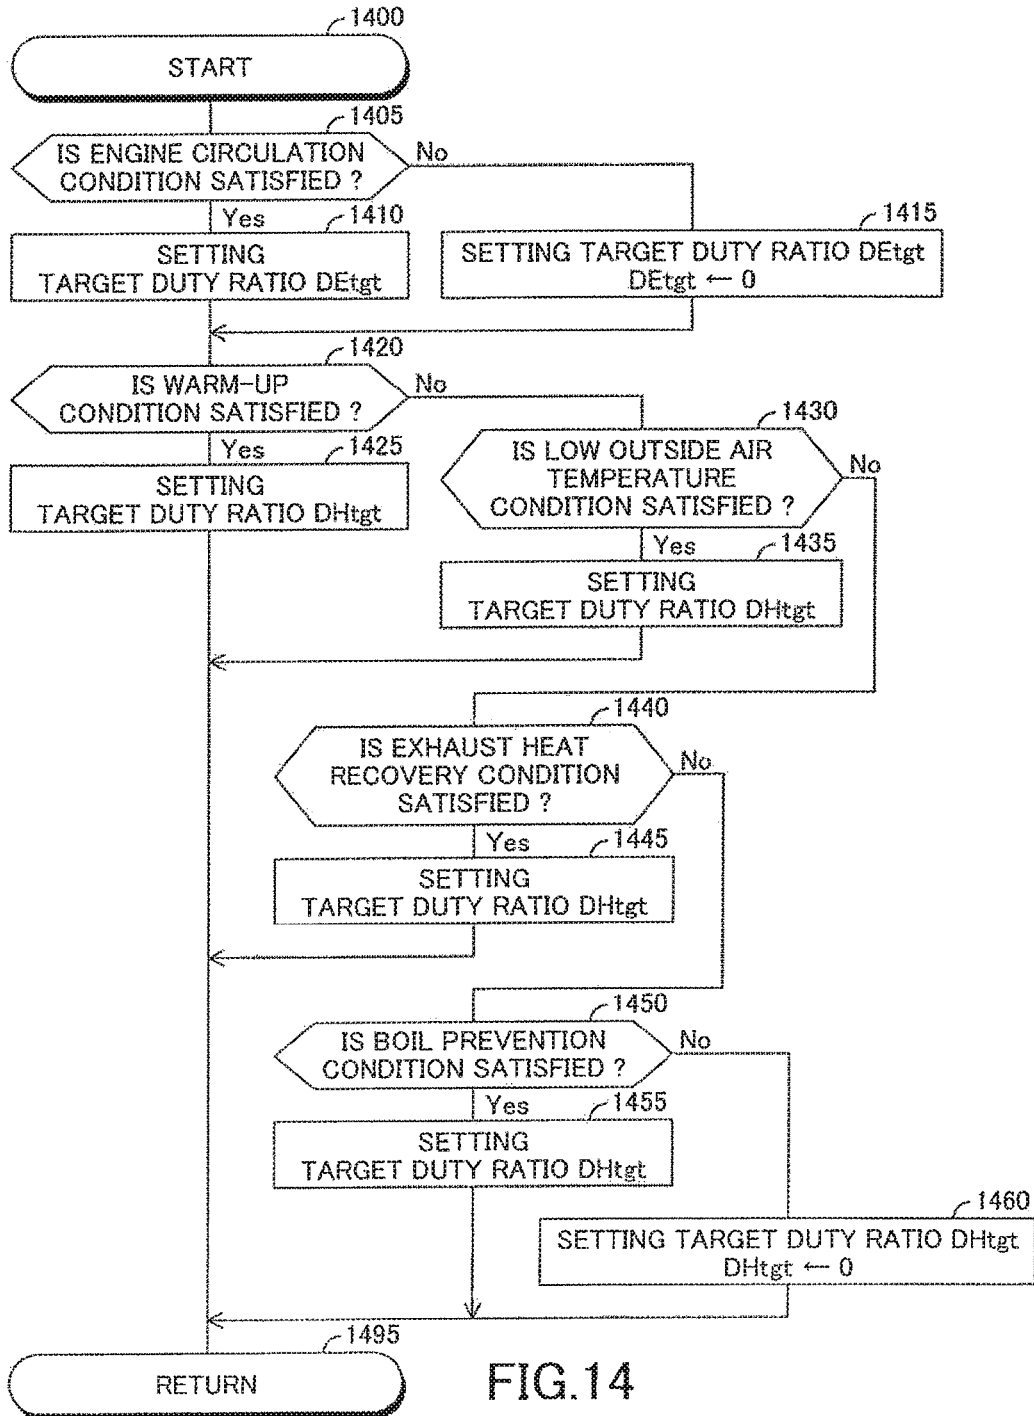 1400
START
1405
IS ENGINE CIRCULATION
CONDITION SATISFIED ?
No
Yes
1410
SETTING
TARGET DUTY RATIO DEtgt
1415
SETTING TARGET DUTY RATIO DEtgt
DEtgt ← 0
1420
IS WARM-UP
CONDITION SATISFIED ?
No
Yes
1425
SETTING
TARGET DUTY RATIO DHtgt
1430
IS LOW OUTSIDE AIR
TEMPERATURE
CONDITION SATISFIED ?
No
Yes
1435
SETTING
TARGET DUTY RATIO DHtgt
1440
IS EXHAUST HEAT
RECOVERY CONDITION
SATISFIED ?
No
Yes
1445
SETTING
TARGET DUTY RATIO DHtgt
1450
IS BOIL PREVENTION
CONDITION SATISFIED ?
No
Yes
1455
SETTING
TARGET DUTY RATIO DHtgt
1460
SETTING TARGET DUTY RATIO DHtgt
DHtgt ← 0
1495
RETURN
FIG.14